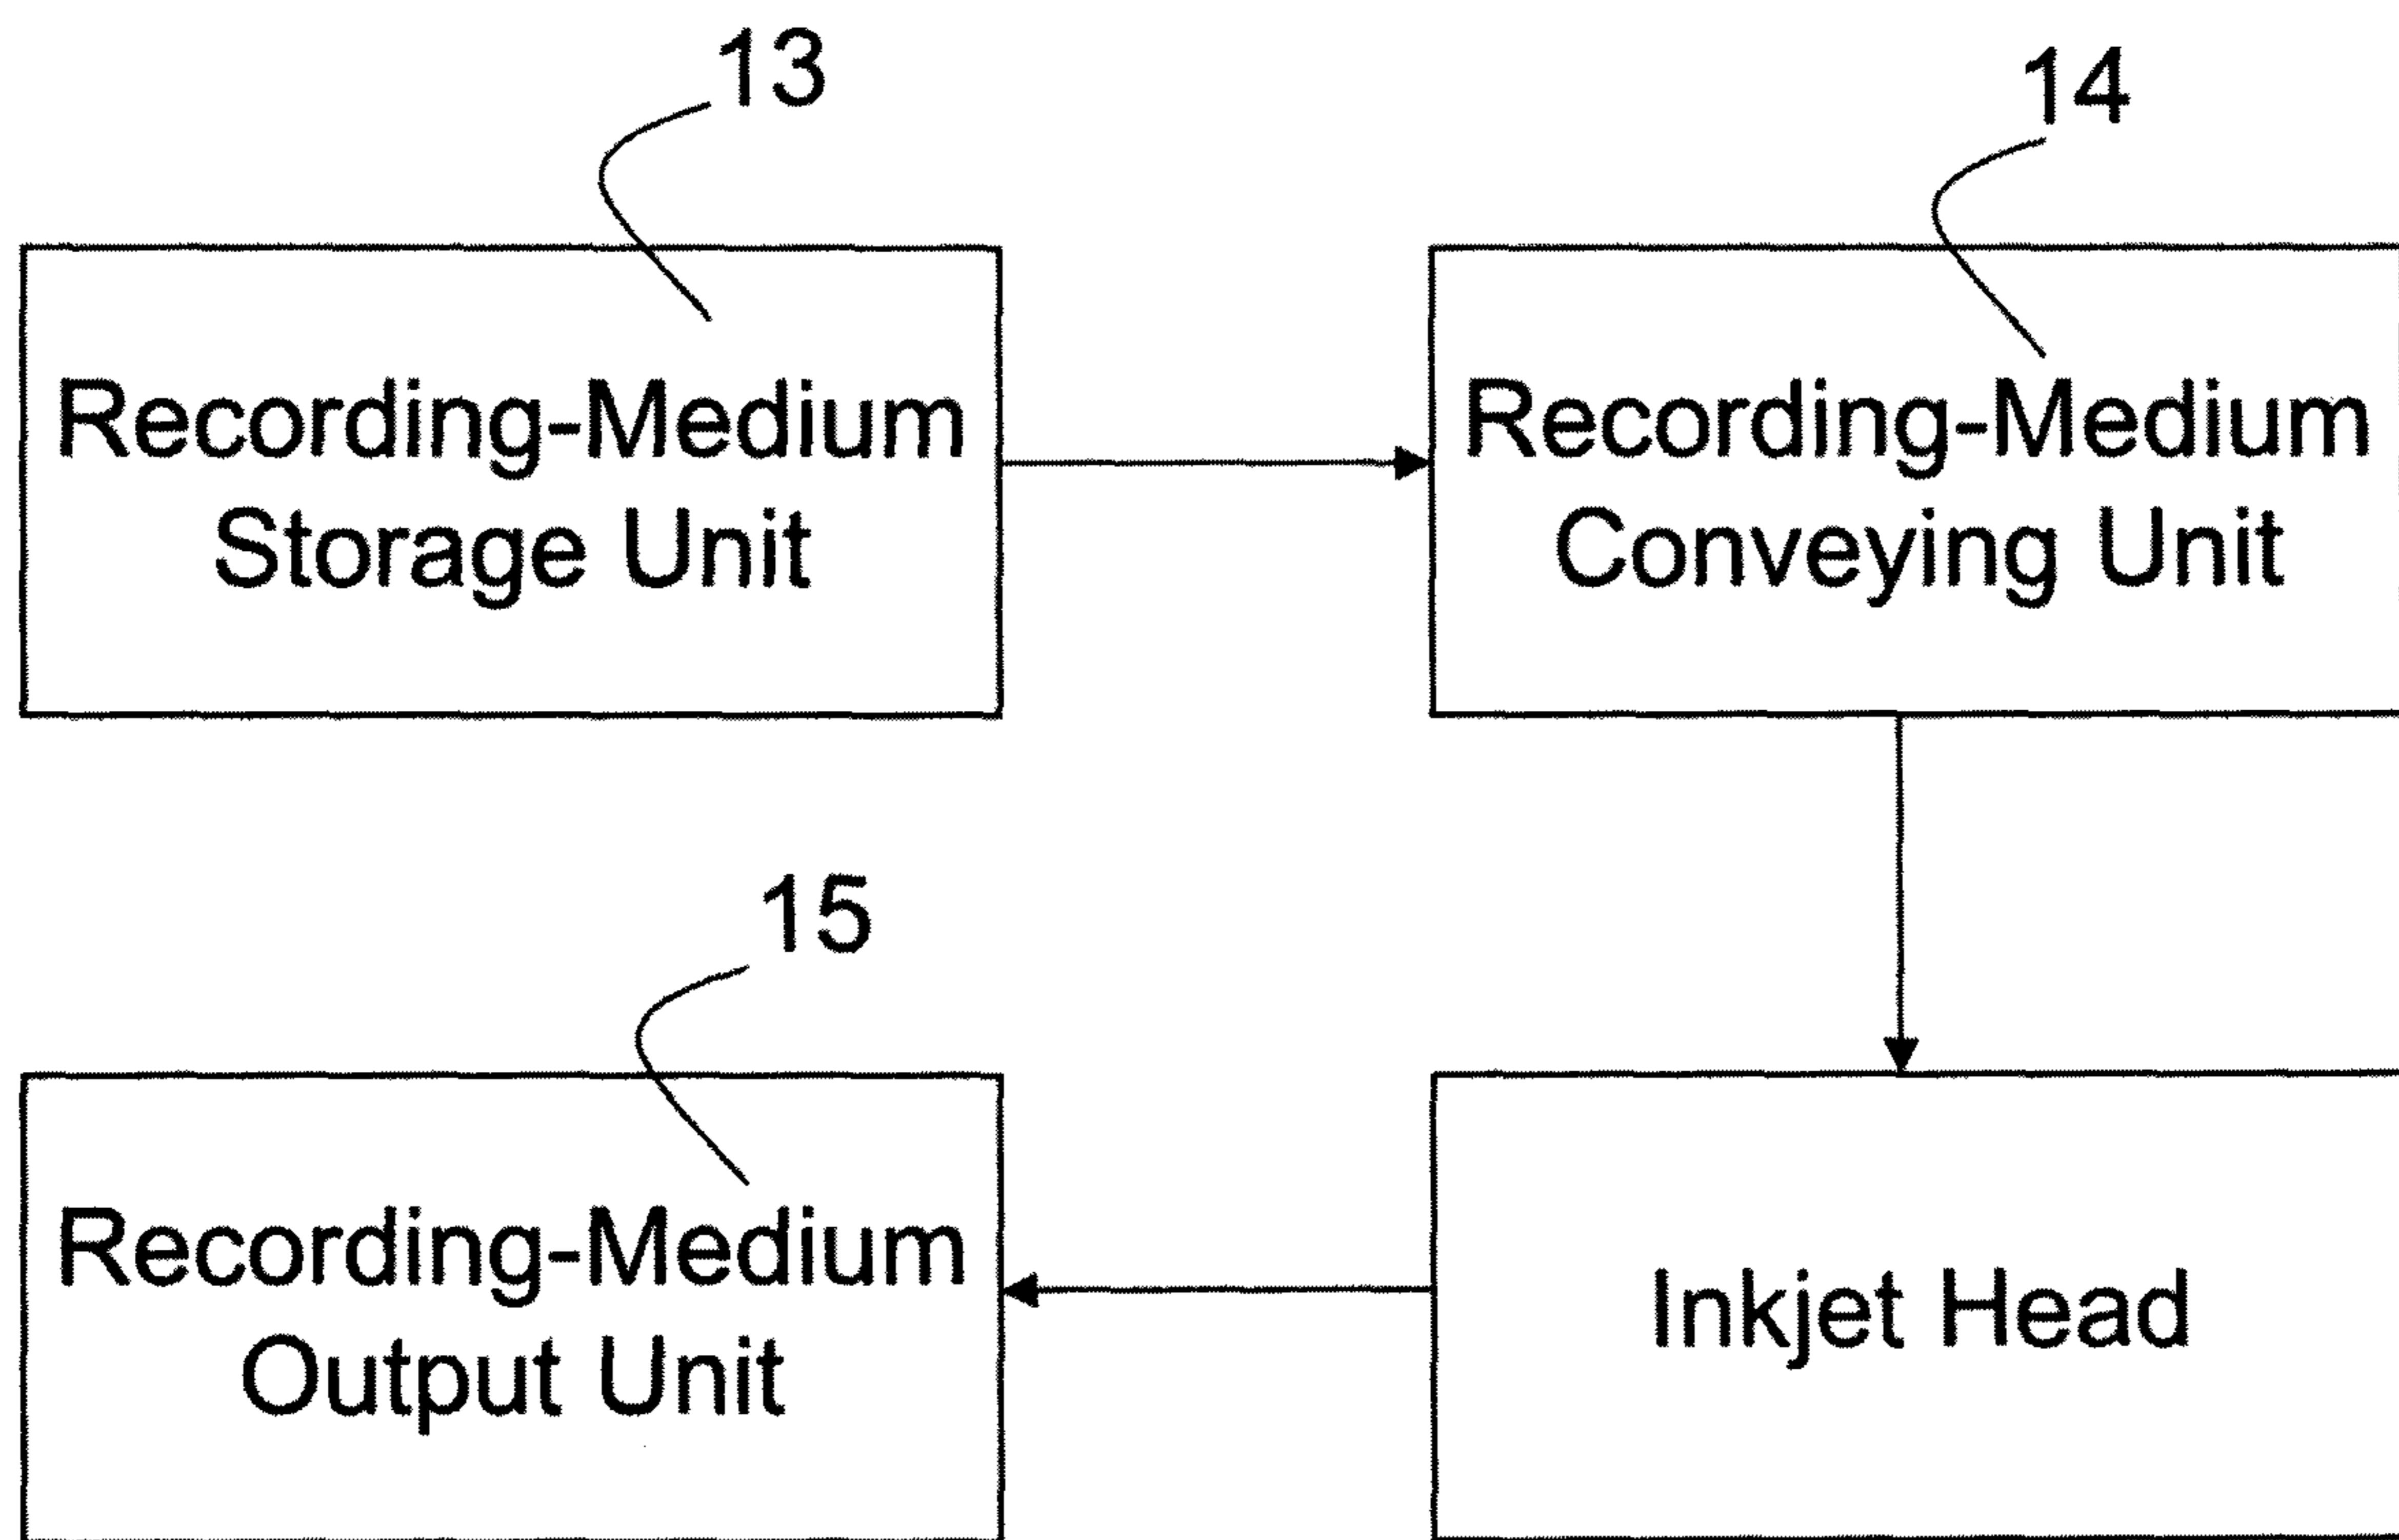 13
14
Recording-Medium
Storage Unit
Recording-Medium
Conveying Unit
15
Recording-Medium
Output Unit
Inkjet Head